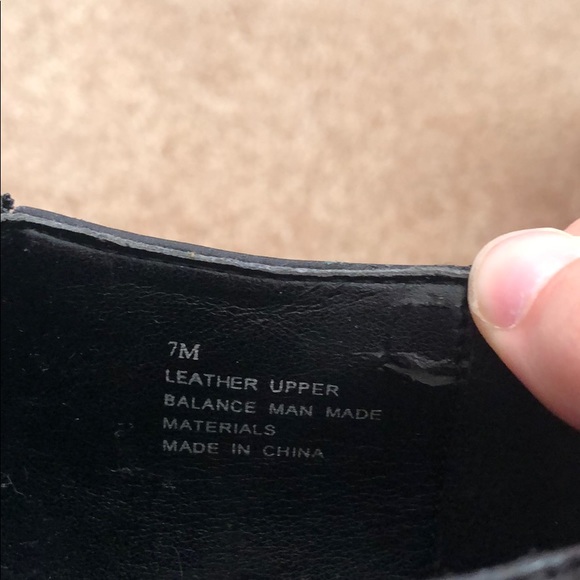 7M
LEATHER UPPER
BALANCE MAN MADE
MATERIALS
MADE IN CHINA